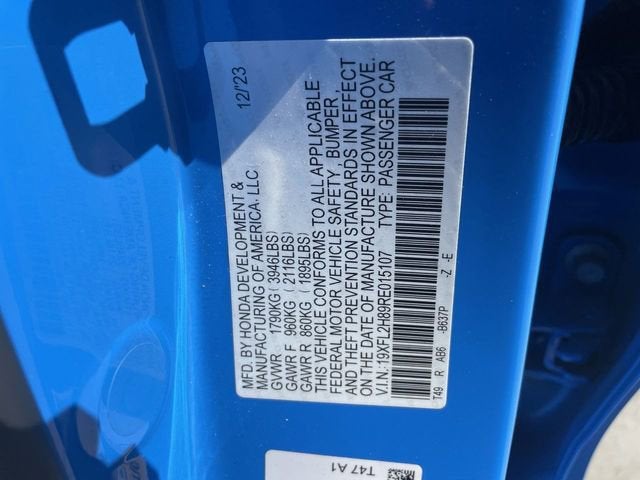 MFD. BY HONDA DEVELOPMENT & 12/'23
MANUFACTURING OF AMERICA, LLC
GVWR 1790KG (3946LBS)
GAWR F 960KG (2116LBS)
GAWR R 860KG (1895LBS)
THIS VEHICLE CONFORMS TO ALL APPLICABLE
FEDERAL MOTOR VEHICLE SAFETY, BUMPER,
AND THEFT PREVENTION STANDARDS IN EFFECT
ON THE DATE OF MANUFACTURE SHOWN ABOVE.
V.I.N.: 19XFL2H89RE015107 TYPE: PASSENGER CAR
T49 R AB6 -B637P -Z -E
T47 A1